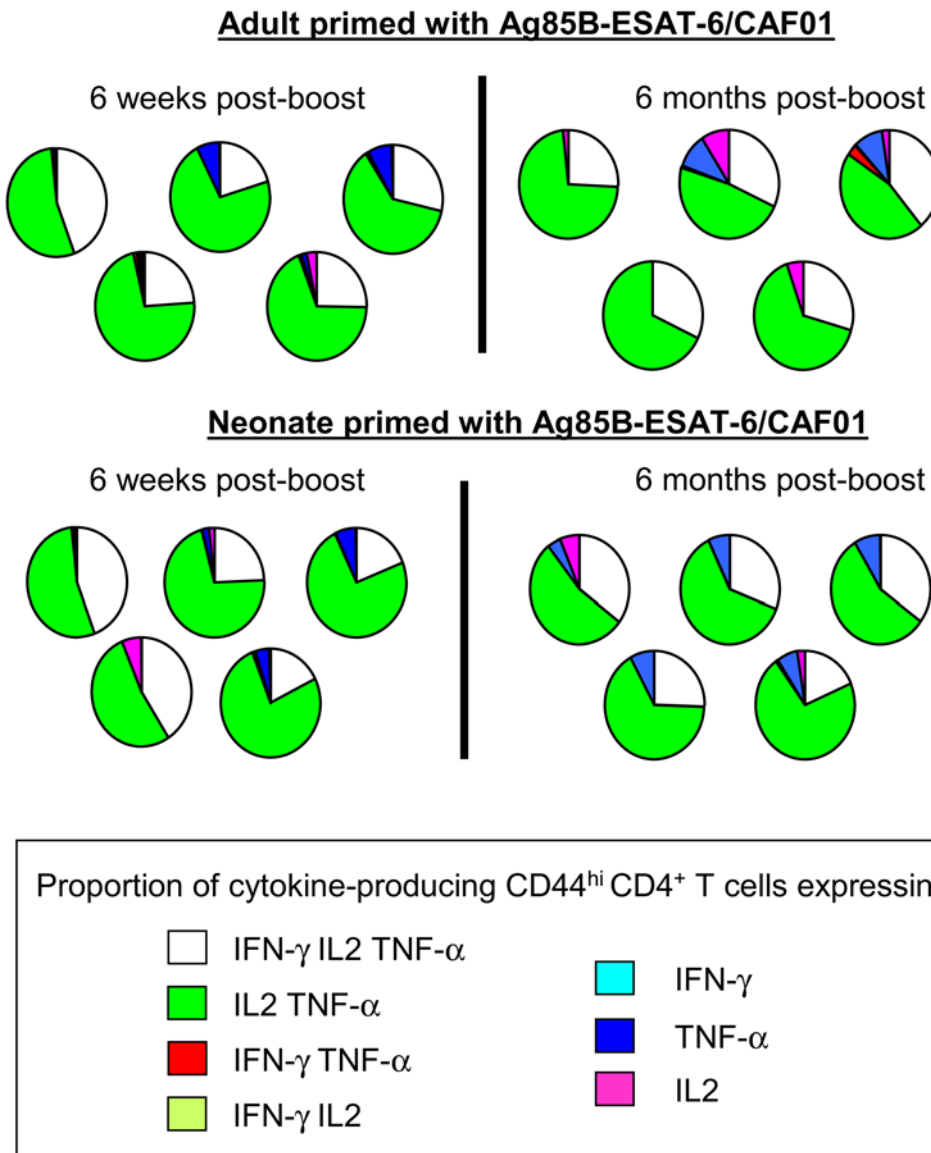 Adult primed with Ag85B-ESAT-6/CAF01
6 weeks post-boost
6 months post-boost
Neonate primed with Ag85B-ESAT-6/CAF01
6 weeks post-boost
6 months post-boost
Proportion of cytokine-producing CD44hi CD4+ T cells expressin
IFN-γ IL2 TNF-α
IL2 TNF-α
IFN-γ TNF-α
IFN-γ IL2
IFN-γ
TNF-α
IL2